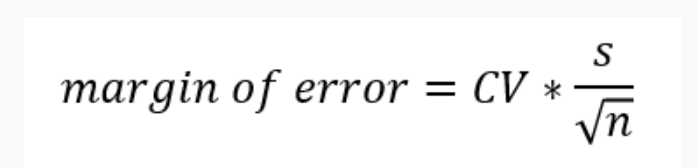 margin of error = CV * s/√n